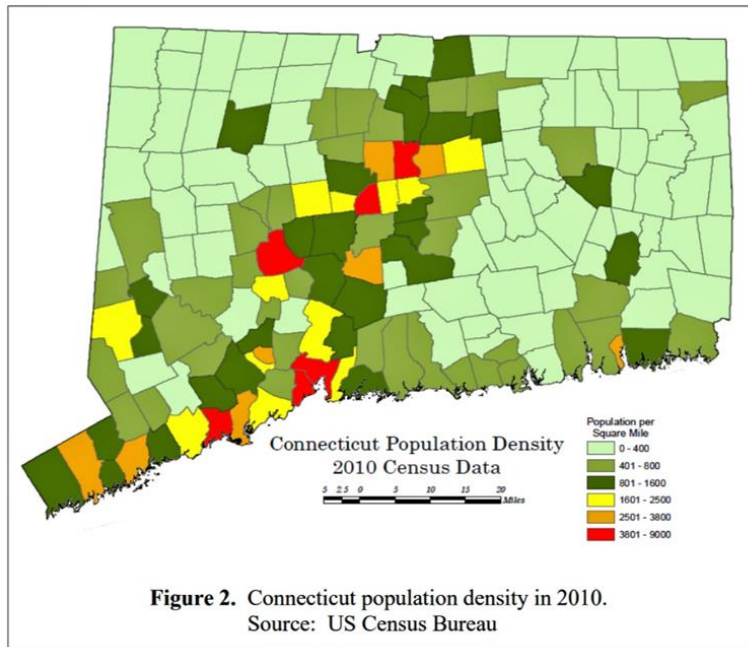 Connecticut Population Density
2010 Census Data
5 2.5 0 5 10 15 20
Miles
Population per
Square Mile
0 - 400
401 - 800
801 - 1600
1601 - 2500
2501 - 3800
3801 - 9000
Figure 2. Connecticut population density in 2010.
Source: US Census Bureau